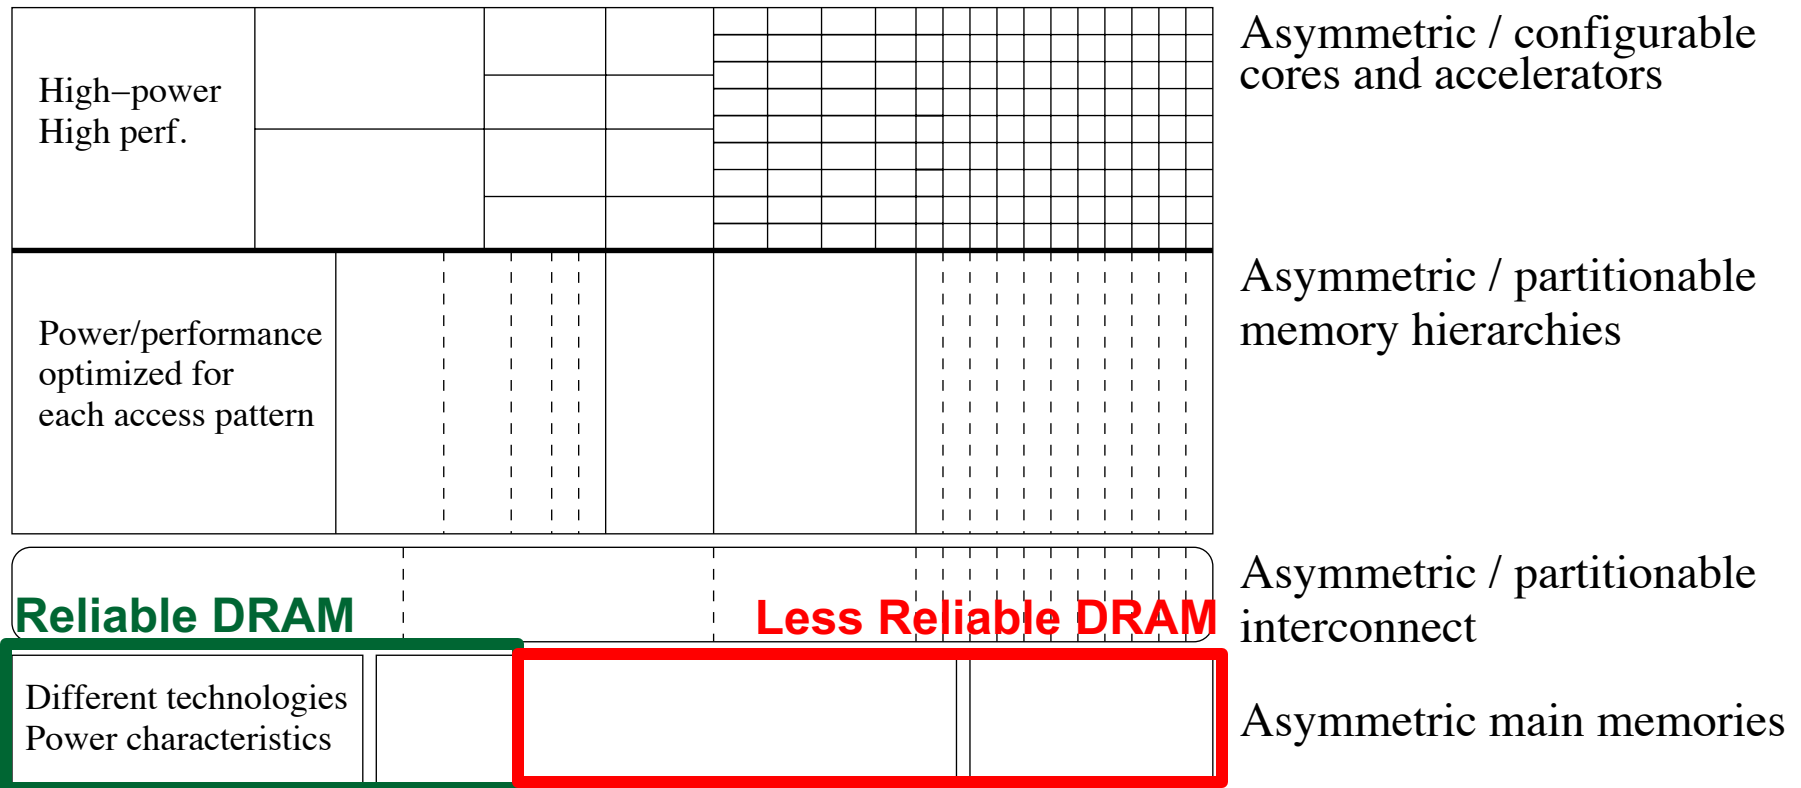 Asymmetric / configurable
cores and accelerators
High–power
High perf.
Asymmetric / partitionable
memory hierarchies
Power/performance
optimized for
each access pattern
Asymmetric / partitionable
interconnect
Reliable DRAM
Less Reliable DRAM
Different technologies
Power characteristics
Asymmetric main memories